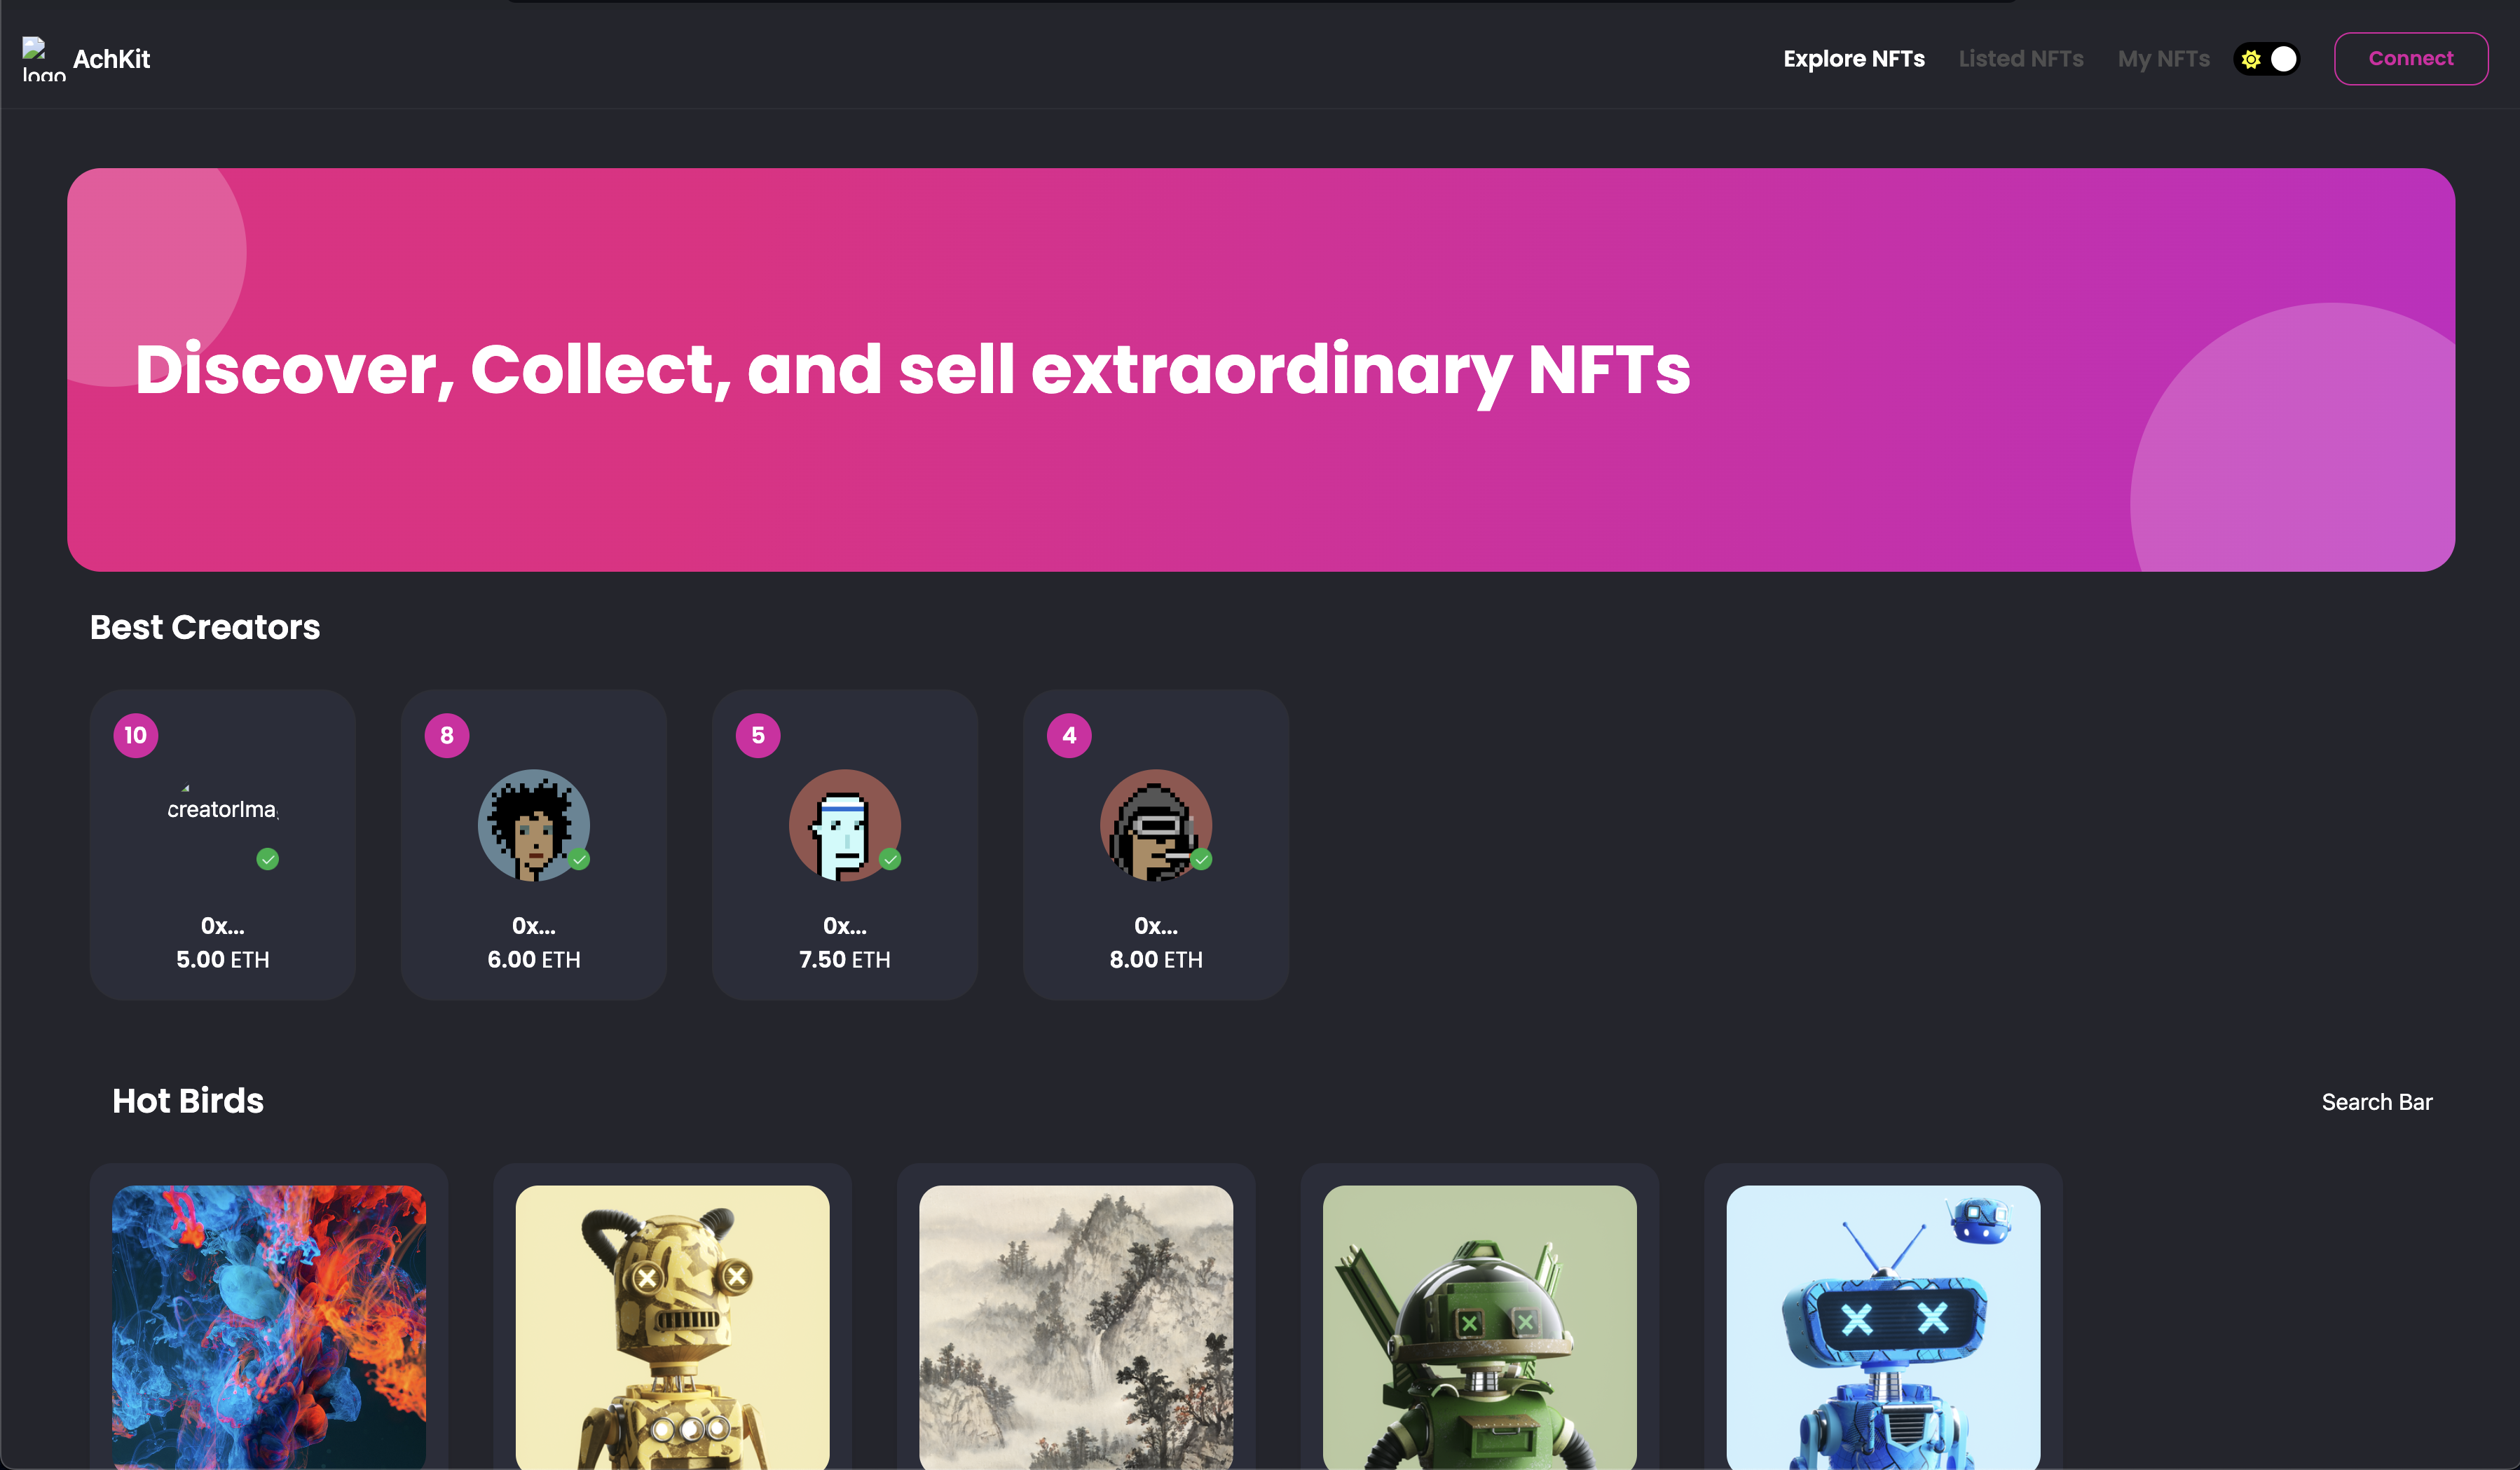 logo AchKit Explore NFTs Listed NFTs My NFTs Connect
Discover, Collect, and sell extraordinary NFTs
Best Creators
10 8 5 4
creatorIma
0x... 0x... 0x... 0x...
5.00 ETH 6.00 ETH 7.50 ETH 8.00 ETH
Hot Birds Search Bar